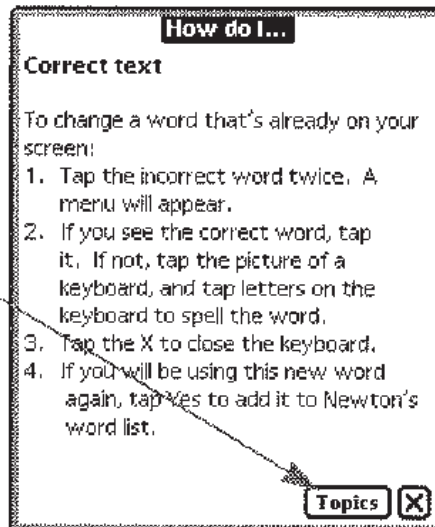 How do I...
Correct text
To change a word that's already on your
screen:
1. Tap the incorrect word twice. A
menu will appear.
2. If you see the correct word, tap
it. If not, tap the picture of a
keyboard, and tap letters on the
keyboard to spell the word.
3. Tap the X to close the keyboard.
4. If you will be using this new word
again, tap Yes to add it to Newton's
word list.
Topics X